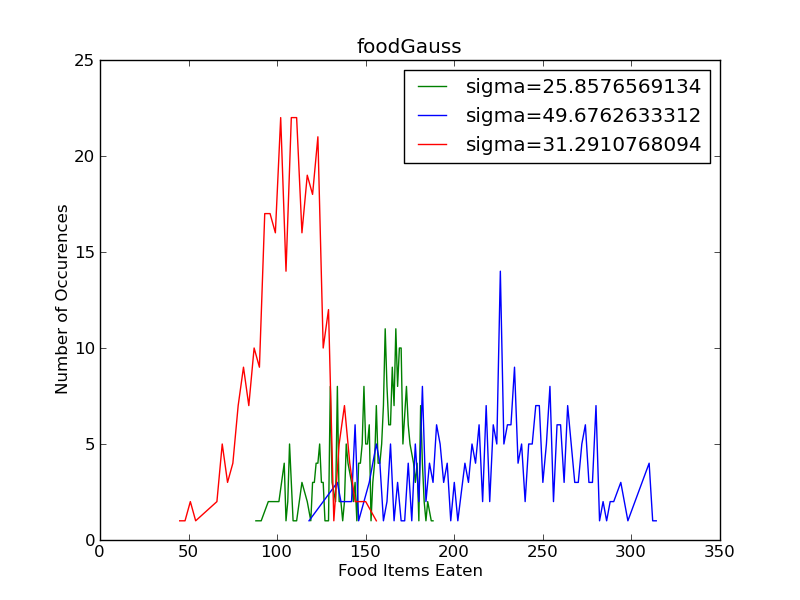 foodGauss
25
sigma=25.8576569134
sigma=49.6762633312
sigma=31.2910768094
20
15
10
5
0
Number of Occurences
0 50 100 150 200 250 300 350
Food Items Eaten